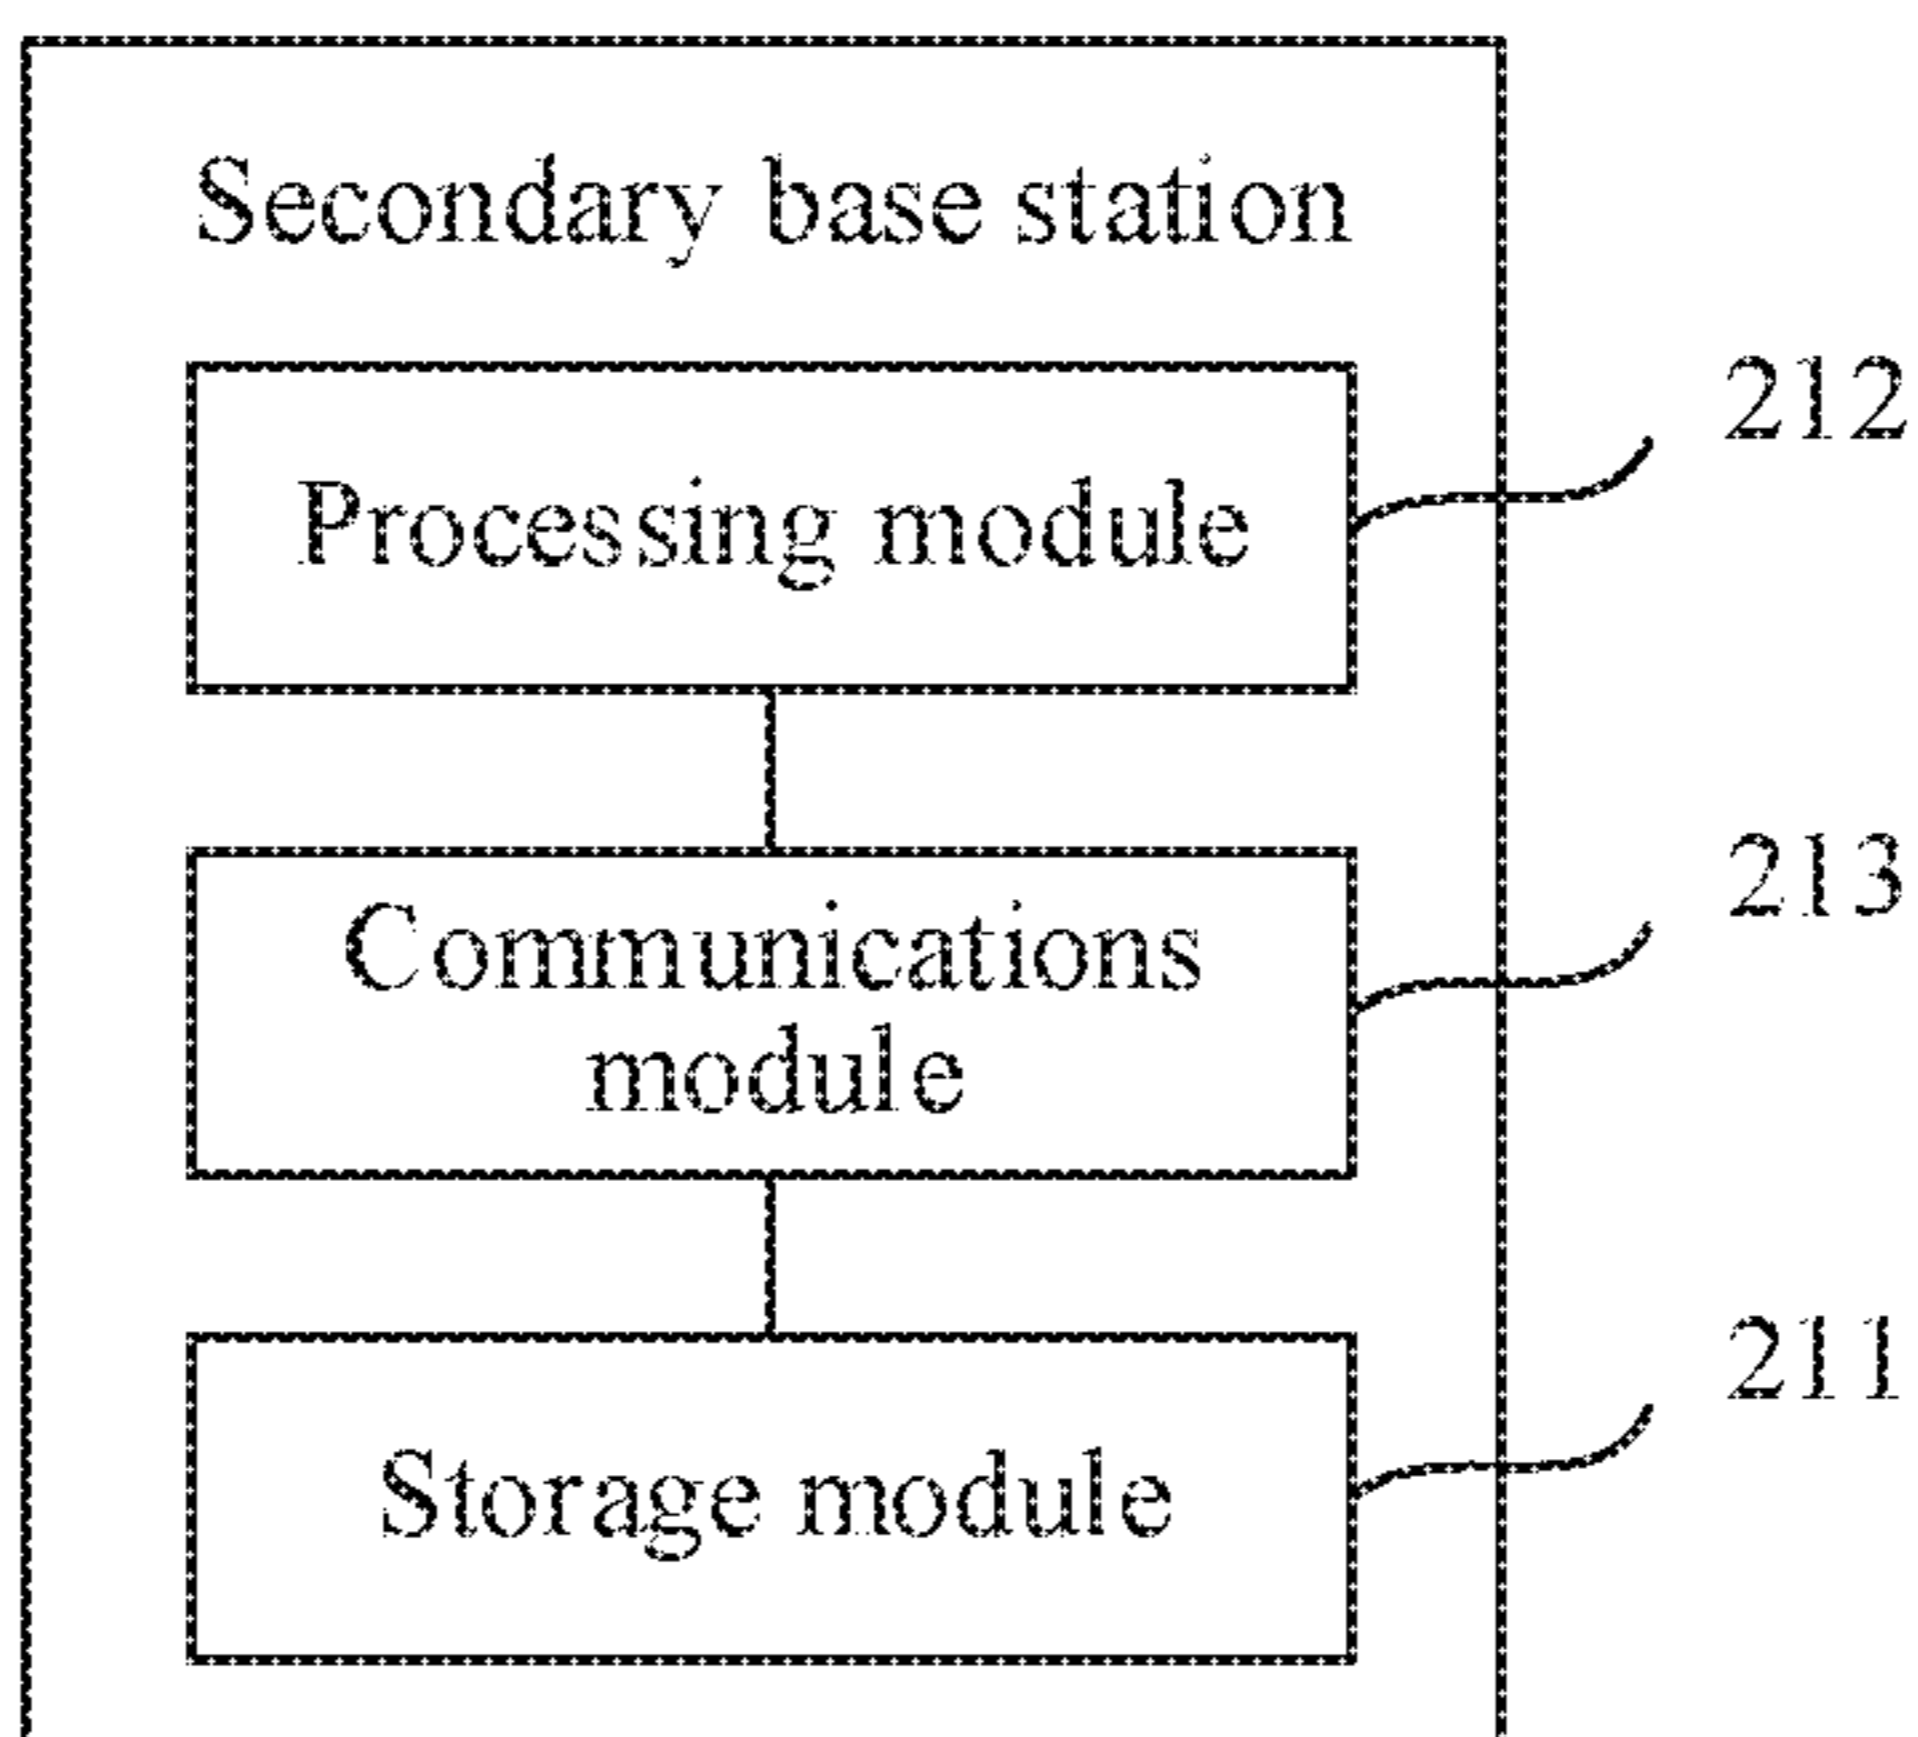 Secondary base station
212
Processing module
213
Communications
module
211
Storage module